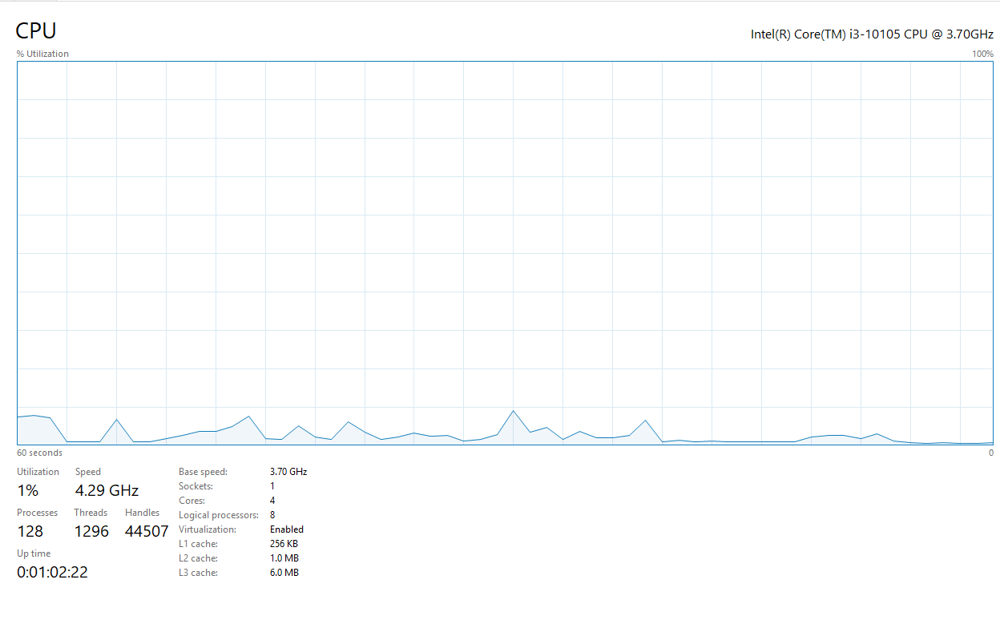 CPU
Intel(R) Core(TM) i3-10105 CPU @ 3.70GHz
% Utilization 100%
60 seconds 0
Utilization Speed
1% 4.29 GHz
Processes Threads Handles
128 1296 44507
Up time
0:01:02:22
Base speed: 3.70 GHz
Sockets: 1
Cores: 4
Logical processors: 8
Virtualization: Enabled
L1 cache: 256 KB
L2 cache: 1.0 MB
L3 cache: 6.0 MB